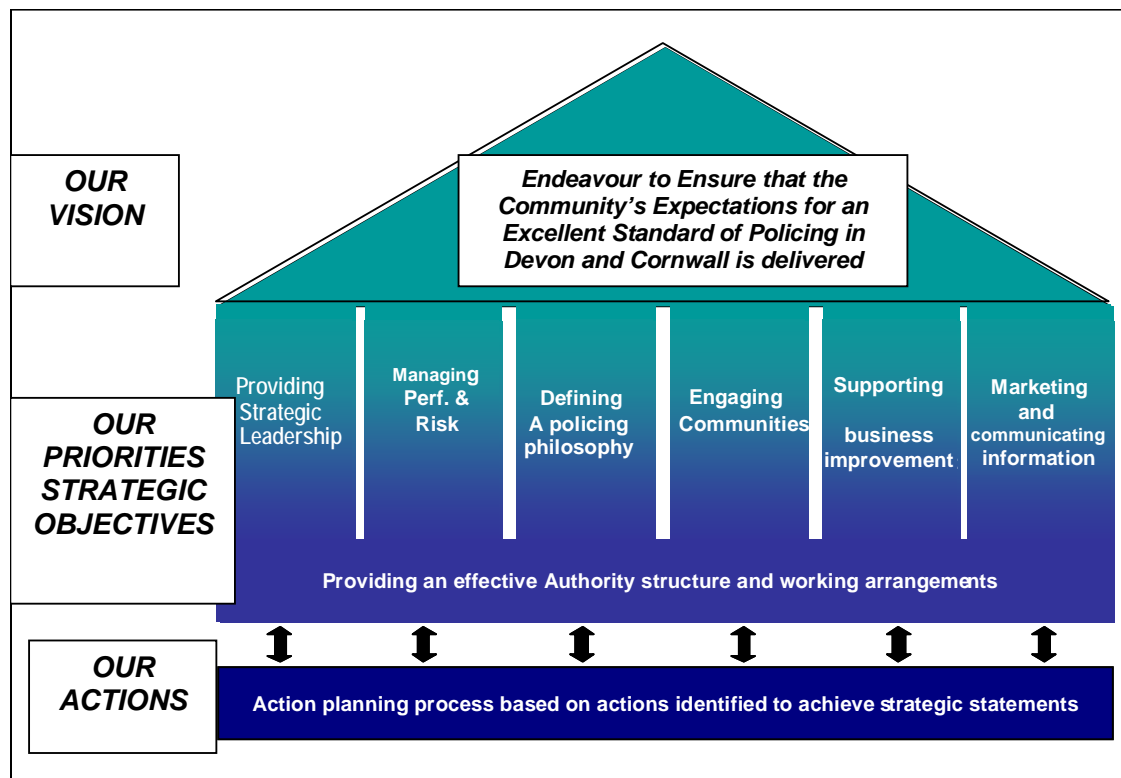 OUR
VISION
Endeavour to Ensure that the
Community’s Expectations for an
Excellent Standard of Policing in
Devon and Cornwall is delivered
OUR
PRIORITIES
STRATEGIC
OBJECTIVES
Providing
Strategic
Leadership
Managing
Perf. &
Risk
Defining
A policing
philosophy
Engaging
Communities
Supporting
business
improvement
Marketing
and
communicating
information
Providing an effective Authority structure and working arrangements
OUR
ACTIONS
Action planning process based on actions identified to achieve strategic statements